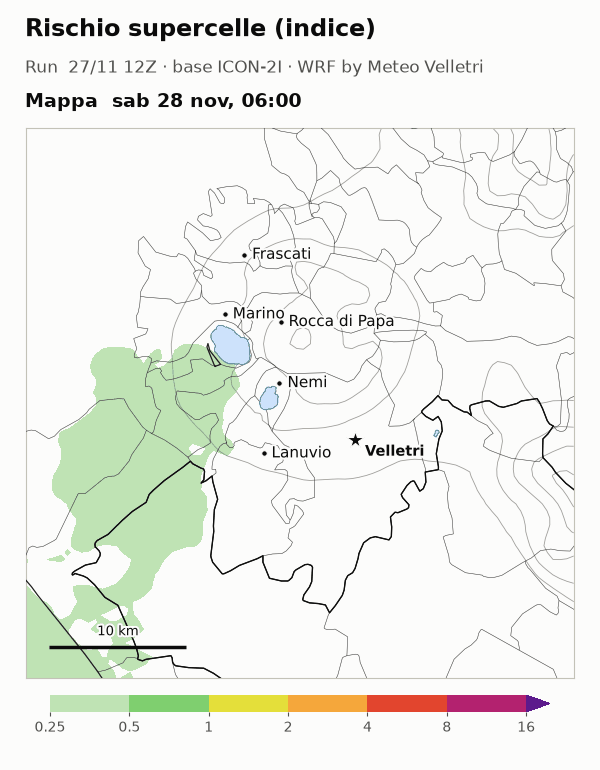 Rischio supercelle (indice)
Run  27/11 12Z · base ICON-2I · WRF by Meteo Velletri
Mappa  sab 28 nov, 06:00
Frascati
Marino
Rocca di Papa
Nemi
Velletri
Lanuvio
10 km
0.25 0.5 1 2 4 8 16